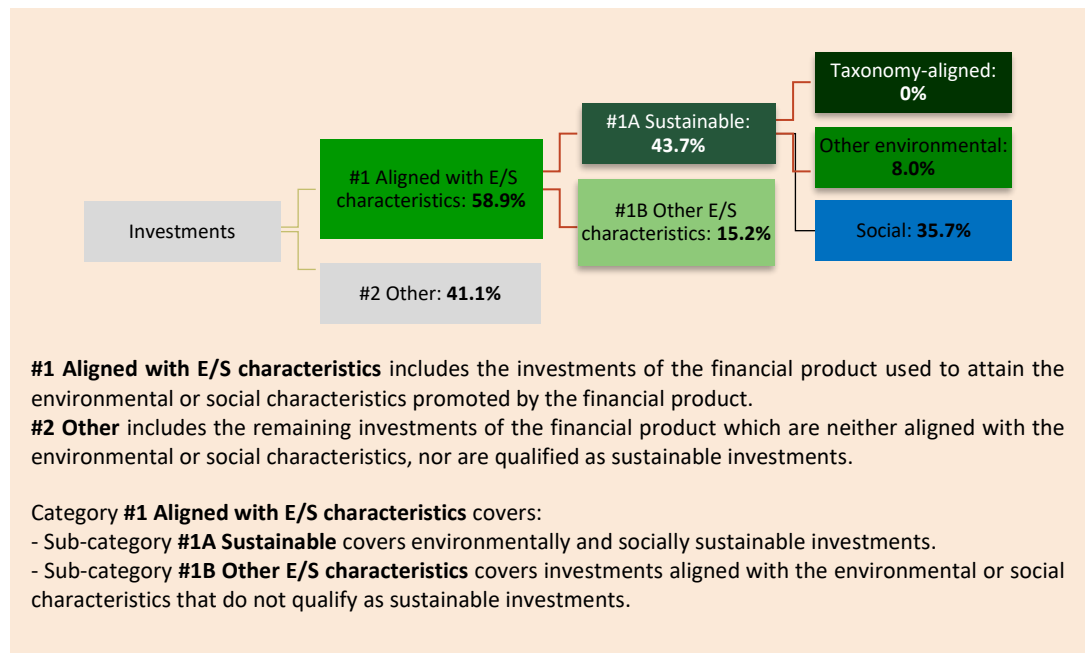 Taxonomy-aligned:
0%
#1A Sustainable:
43.7%
Other environmental:
8.0%
#1 Aligned with E/S
characteristics: 58.9%
#1B Other E/S
characteristics: 15.2%
Investments
Social: 35.7%
#2 Other: 41.1%
#1 Aligned with E/S characteristics includes the investments of the financial product used to attain the
environmental or social characteristics promoted by the financial product.
#2 Other includes the remaining investments of the financial product which are neither aligned with the
environmental or social characteristics, nor are qualified as sustainable investments.
Category #1 Aligned with E/S characteristics covers:
- Sub-category #1A Sustainable covers environmentally and socially sustainable investments.
- Sub-category #1B Other E/S characteristics covers investments aligned with the environmental or social
characteristics that do not qualify as sustainable investments.